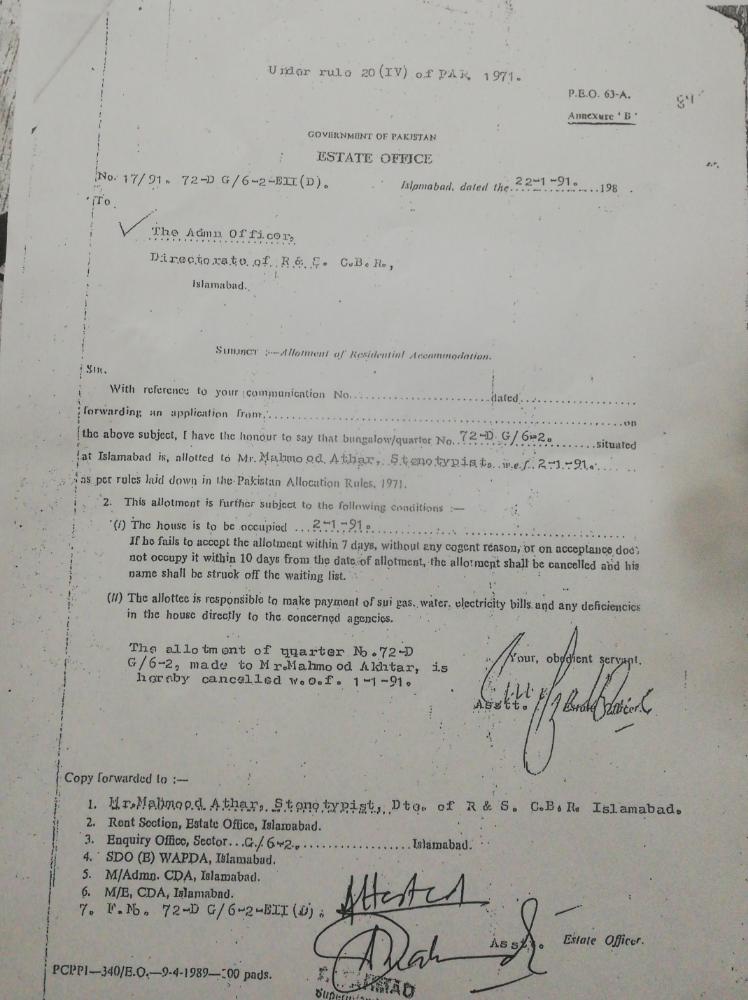 Under rule 20(IV) of PAR, 1971.
P.E.O. 63-A.
84
Annexure 'B'
GOVERNMENT OF PAKISTAN
ESTATE OFFICE
No. 17/91. 72-D G/6-2-EII(D).
Islamabad, dated the 22-1-91. 198
To
The Admn Officer,
Directorate of R & S. C.B.R.,
Islamabad.
SUBJECT :—Allotment of Residential Accommodation.
SIR.
With reference to your communication No. dated
forwarding an application from, on
the above subject, I have the honour to say that bungalow/quarter No. 72-D G/6-2. situated
at Islamabad is, allotted to Mr. Mahmood Athar, Stenotypist. w.e.f. 2-1-91.
as per rules laid down in the Pakistan Allocation Rules, 1971.
2. This allotment is further subject to the following conditions :—
(i) The house is to be occupied 2-1-91.
If he fails to accept the allotment within 7 days, without any cogent reason, or on acceptance does
not occupy it within 10 days from the date of allotment, the allotment shall be cancelled and his
name shall be struck off the waiting list.
(ii) The allottee is responsible to make payment of sui gas, water, electricity bills and any deficiencies
in the house directly to the concerned agencies.
The allotment of quarter No.72-D
G/6-2, made to Mr.Mahmood Akhtar, is
hereby cancelled w.e.f. 1-1-91.
Your, obedient servant,
Asstt. Estate Officer.
Copy forwarded to :—
1. Mr.Mahmood Athar, Stenotypist, Dte. of R & S. C.B.R. Islamabad.
2. Rent Section, Estate Office, Islamabad.
3. Enquiry Office, Sector...G/6-2. Islamabad.
4. SDO (E) WAPDA, Islamabad.
5. M/Admn. CDA, Islamabad.
6. M/E, CDA, Islamabad.
7. F.No. 72-D G/6-2-EII(D).
Attested
Asstt. Estate Officer.
PCPPI—340/E.O.—9-4-1989—00 pads.